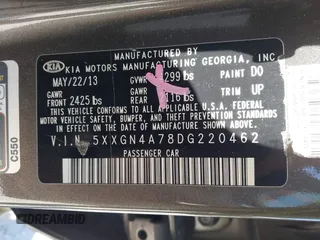 MANUFACTURED BY
KIA KIA MOTORS MANUFACTURING GEORGIA, INC.
MAY/22/13 GVWR 299 lbs PAINT D0
GAWR GAWR
FRONT 2425 lbs REAR 116 lbs TRIM UP
THIS VEHICLE CONFORMS TO ALL APPLICABLE
FEDERAL MOTOR VEHICLE SAFETY, BUMPER, AND THEFT
PREVENTION STANDARDS IN EFFECT ON THE DATE OF
MANUFACTURE SHOWN ABOVE.
V.I.N 5XXGN4A78DG220462
PASSENGER CAR
C550
DREAMBID